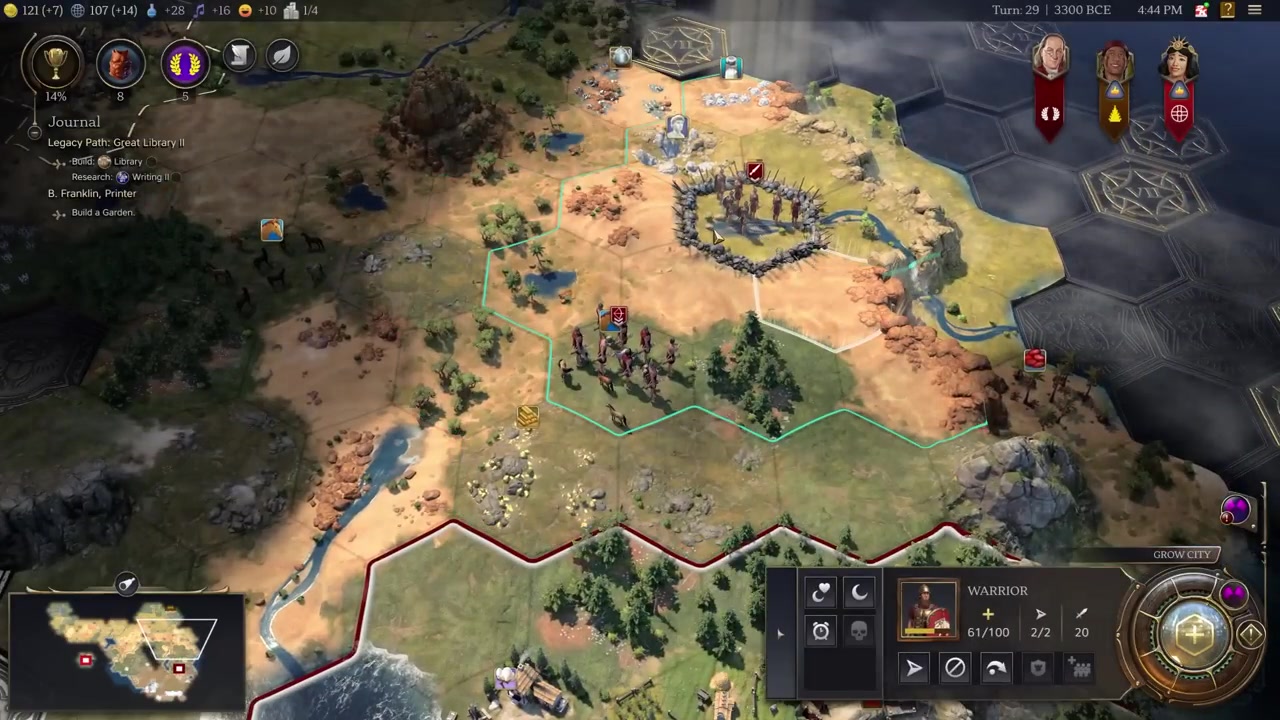 121 (+7) 107 (+14) +28 +16 +10 1/4
Turn: 29 | 3300 BCE 4:44 PM ?
14% 8 5
Journal
Legacy Path: Great Library II
Build: Library
Research: Writing II
B. Franklin, Printer
Build a Garden.
VII
VII
GROW CITY
WARRIOR
61/100 2/2 20